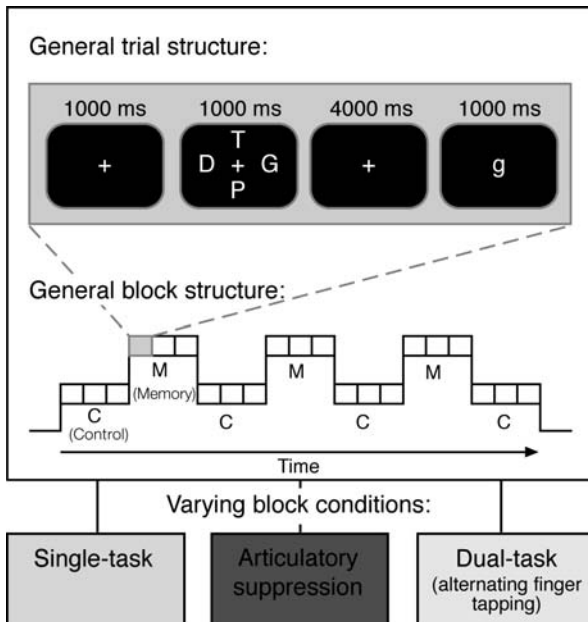 General trial structure:
1000 ms 1000 ms 4000 ms 1000 ms
T
+ D + G + g
P
General block structure:
M M M
(Memory)
C C C C
(Control)
Time
Varying block conditions:
Single-task
Articulatory
suppression
Dual-task
(alternating finger
tapping)